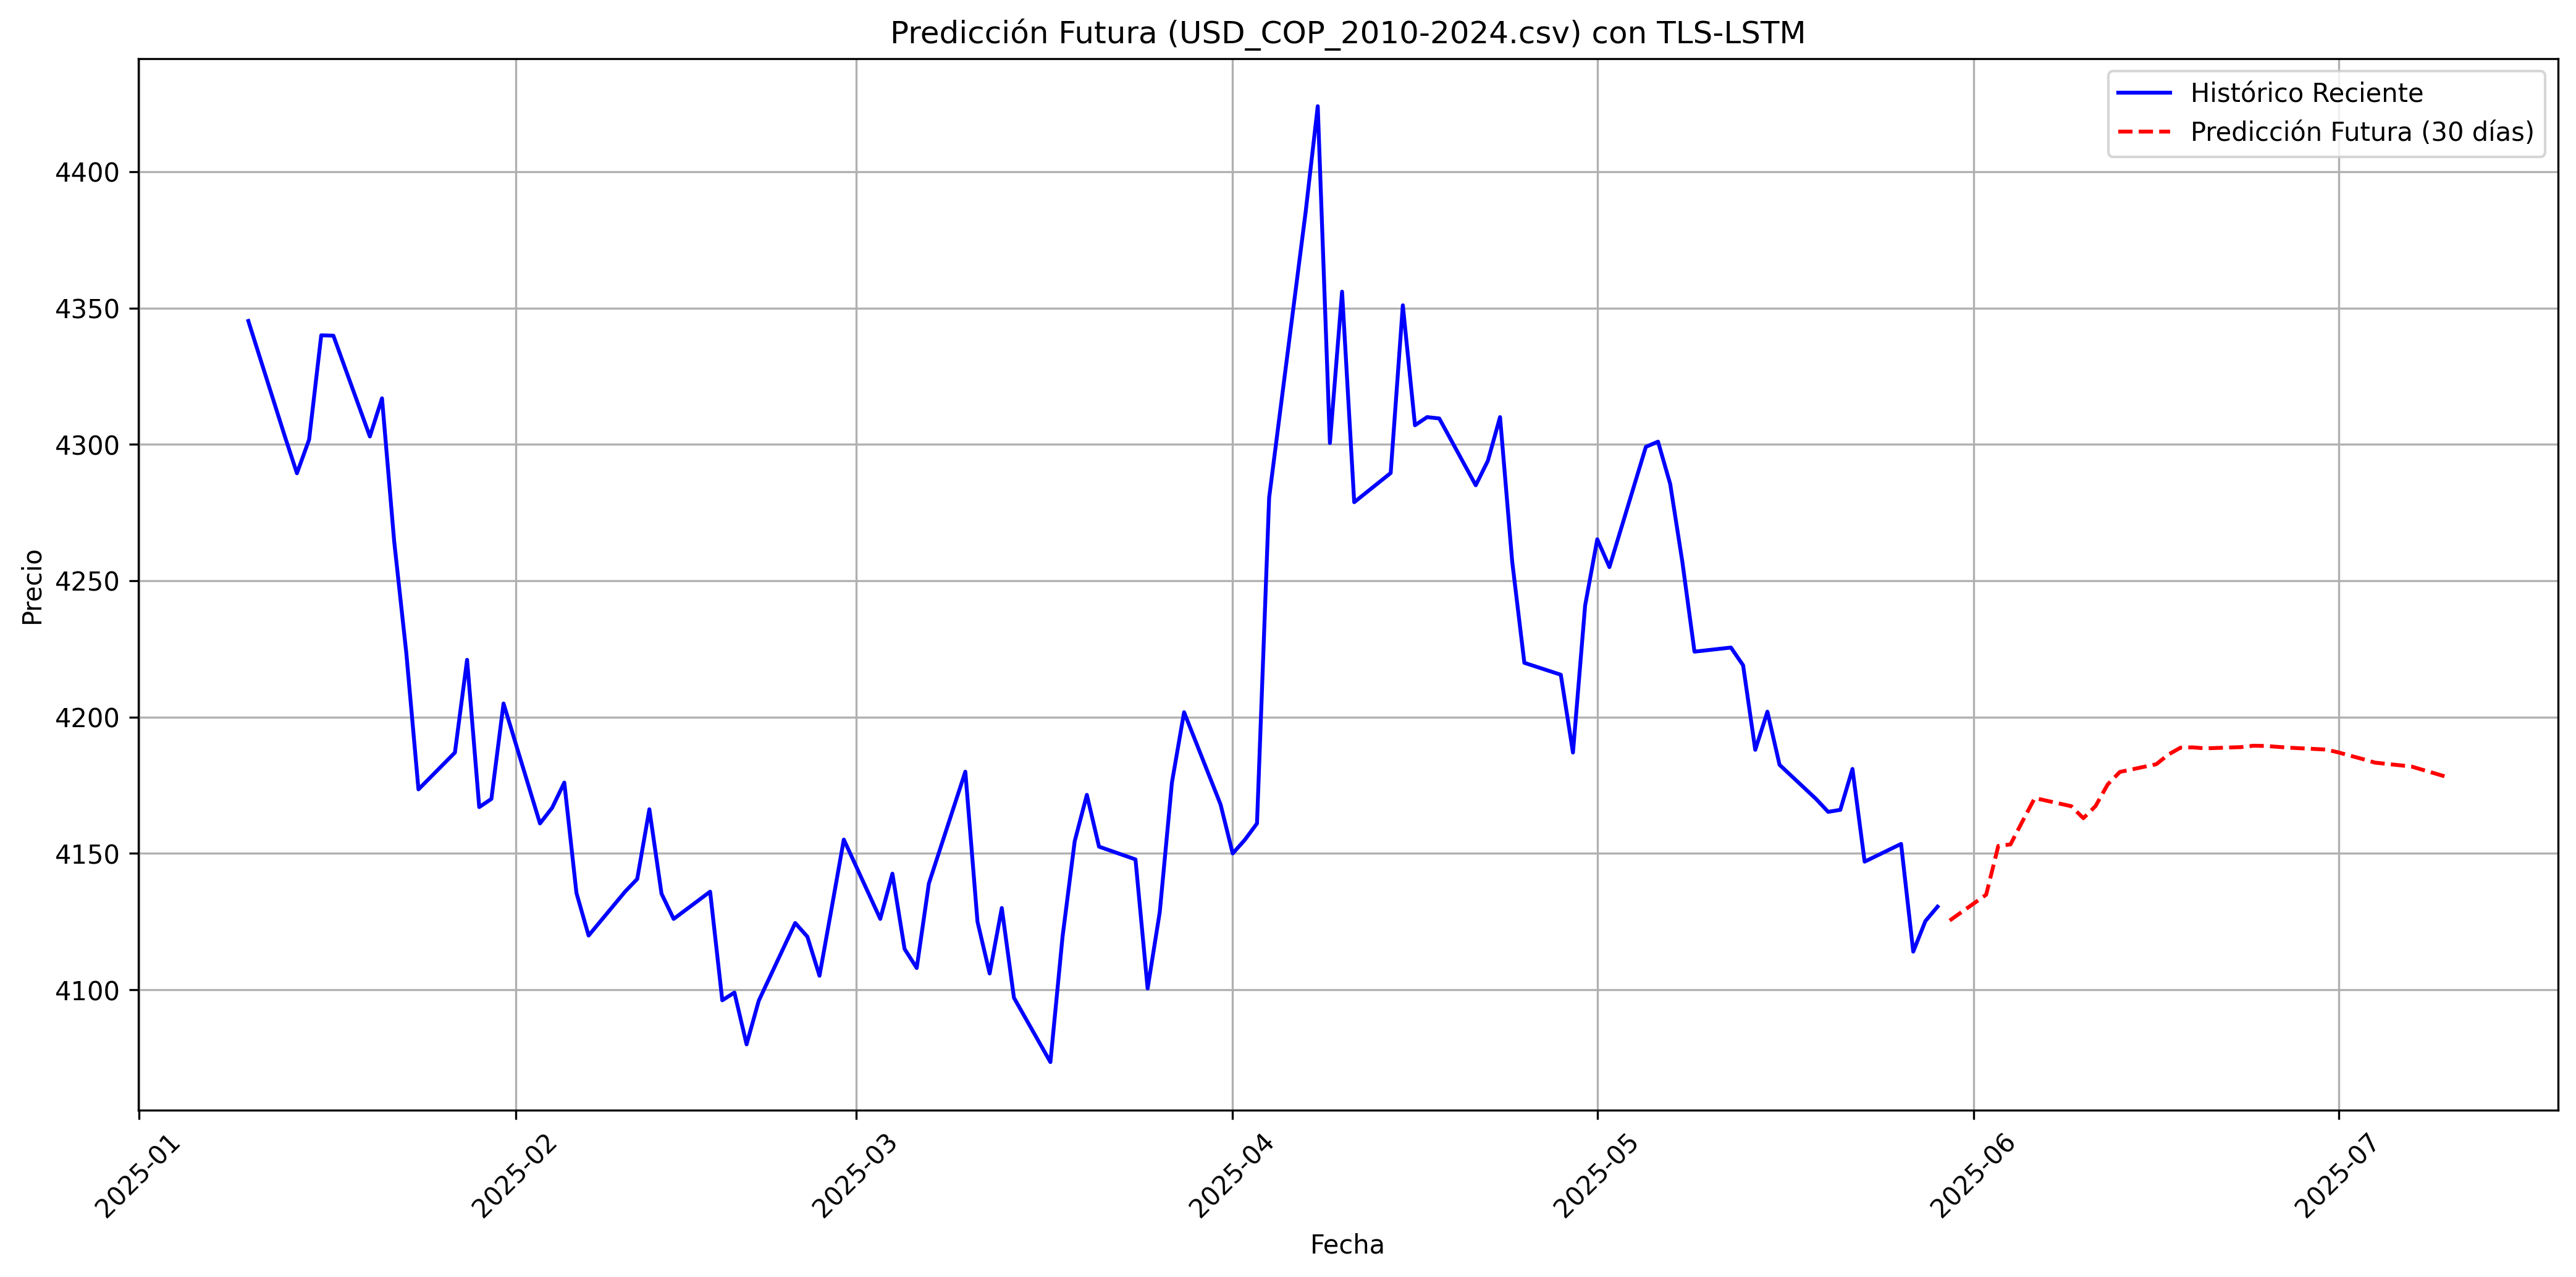 Predicción Futura (USD_COP_2010-2024.csv) con TLS-LSTM
Histórico Reciente
Predicción Futura (30 días)
Precio
4400
4350
4300
4250
4200
4150
4100
2025-01
2025-02
2025-03
2025-04
2025-05
2025-06
2025-07
Fecha